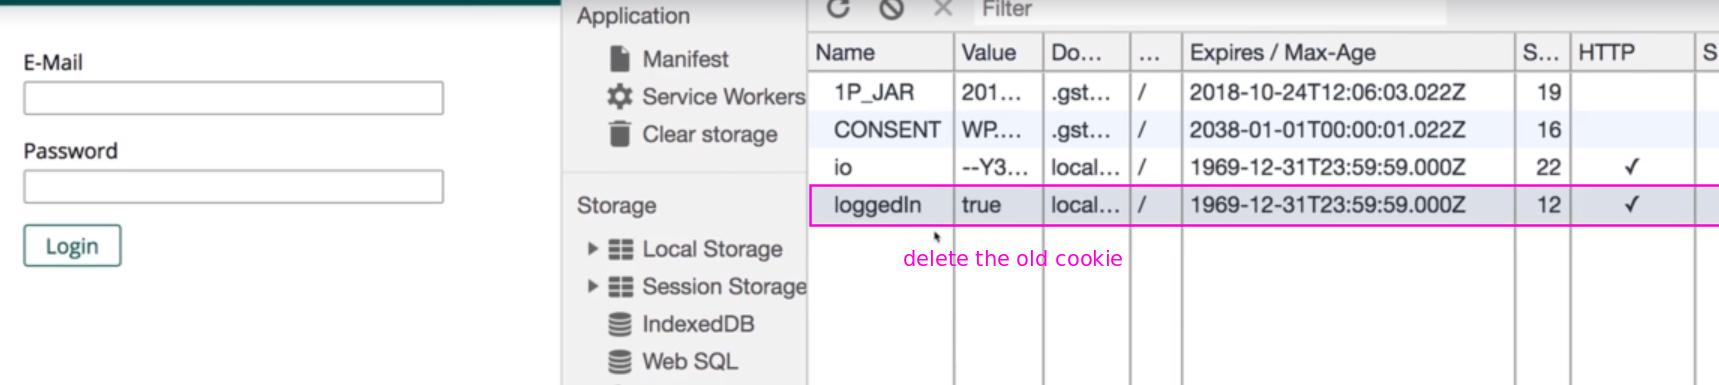 E-Mail
Password
Login
Application
Manifest
Service Workers
Clear storage
Storage
Local Storage
Session Storage
IndexedDB
Web SQL
Filter
Name Value Do... ... Expires / Max-Age S... HTTP S
1P_JAR 201... .gst... / 2018-10-24T12:06:03.022Z 19
CONSENT WP.... .gst... / 2038-01-01T00:00:01.022Z 16
io --Y3... local... / 1969-12-31T23:59:59.000Z 22 ✓
loggedIn true local... / 1969-12-31T23:59:59.000Z 12 ✓
delete the old cookie